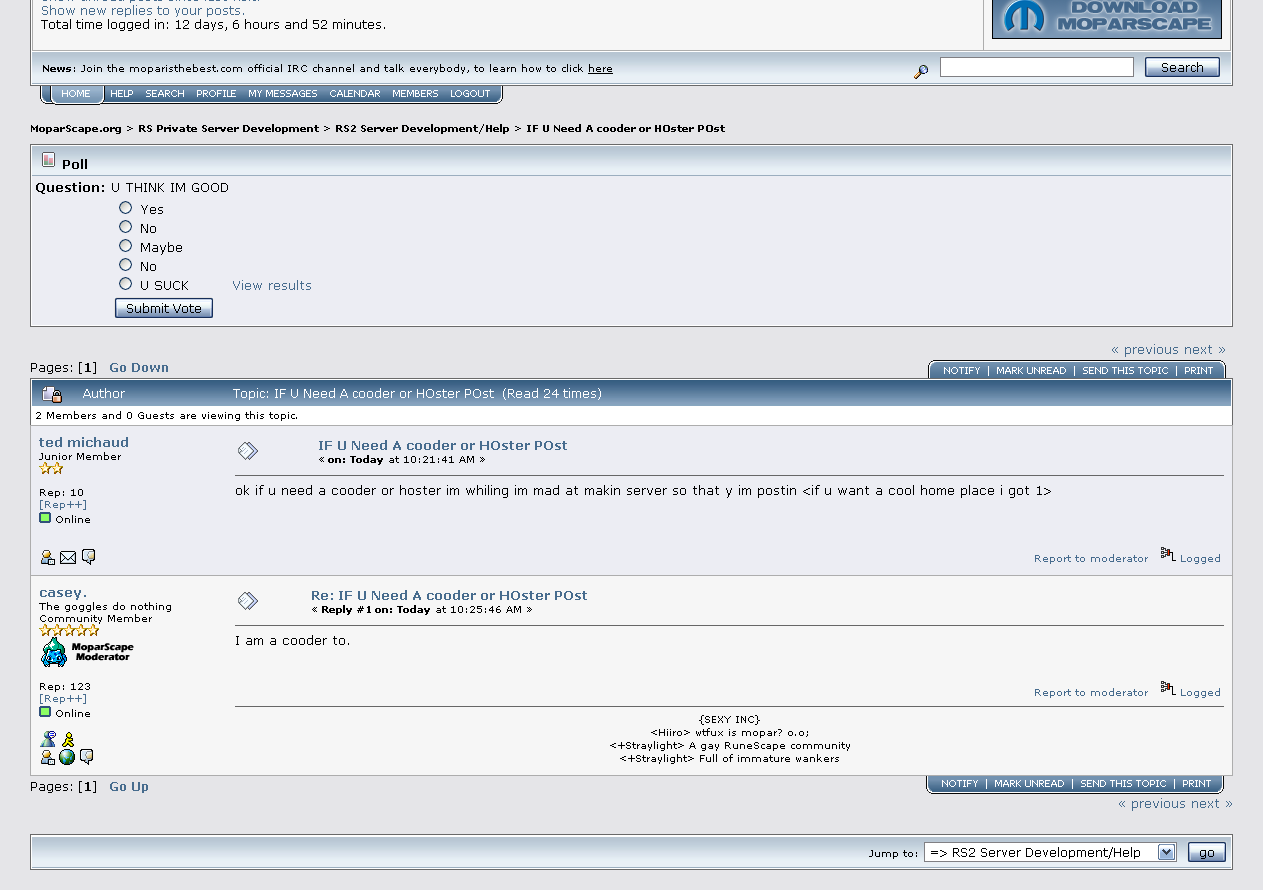 Show new replies to your posts.
Total time logged in: 12 days, 6 hours and 52 minutes.
DOWNLOAD
MOPARSCAPE
News: Join the moparisthebest.com official IRC channel and talk everybody, to learn how to click here
Search
HOME HELP SEARCH PROFILE MY MESSAGES CALENDAR MEMBERS LOGOUT
MoparScape.org > RS Private Server Development > RS2 Server Development/Help > IF U Need A cooder or HOster POst
Poll
Question: U THINK IM GOOD
Yes
No
Maybe
No
U SUCK View results
Submit Vote
« previous next »
Pages: [1] Go Down
NOTIFY | MARK UNREAD | SEND THIS TOPIC | PRINT
Author Topic: IF U Need A cooder or HOster POst (Read 24 times)
2 Members and 0 Guests are viewing this topic.
ted michaud
Junior Member
Rep: 10
[Rep++]
Online
IF U Need A cooder or HOster POst
« on: Today at 10:21:41 AM »
ok if u need a cooder or hoster im whiling im mad at makin server so that y im postin <if u want a cool home place i got 1>
Report to moderator Logged
casey.
The goggles do nothing
Community Member
MoparScape
Moderator
Rep: 123
[Rep++]
Online
Re: IF U Need A cooder or HOster POst
« Reply #1 on: Today at 10:25:46 AM »
I am a cooder to.
Report to moderator Logged
{SEXY INC}
<Hiiro> wtfux is mopar? o.o;
<+Straylight> A gay RuneScape community
<+Straylight> Full of immature wankers
Pages: [1] Go Up
NOTIFY | MARK UNREAD | SEND THIS TOPIC | PRINT
« previous next »
Jump to: => RS2 Server Development/Help go